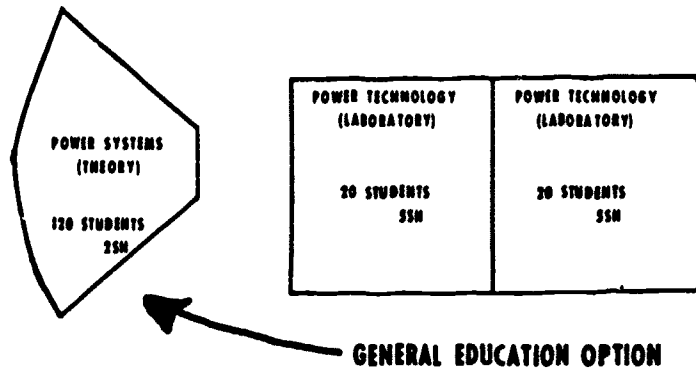 POWER SYSTEMS
(THEORY)
120 STUDENTS
2SH
POWER TECHNOLOGY
(LABORATORY)
20 STUDENTS
5SH
POWER TECHNOLOGY
(LABORATORY)
20 STUDENTS
5SH
GENERAL EDUCATION OPTION